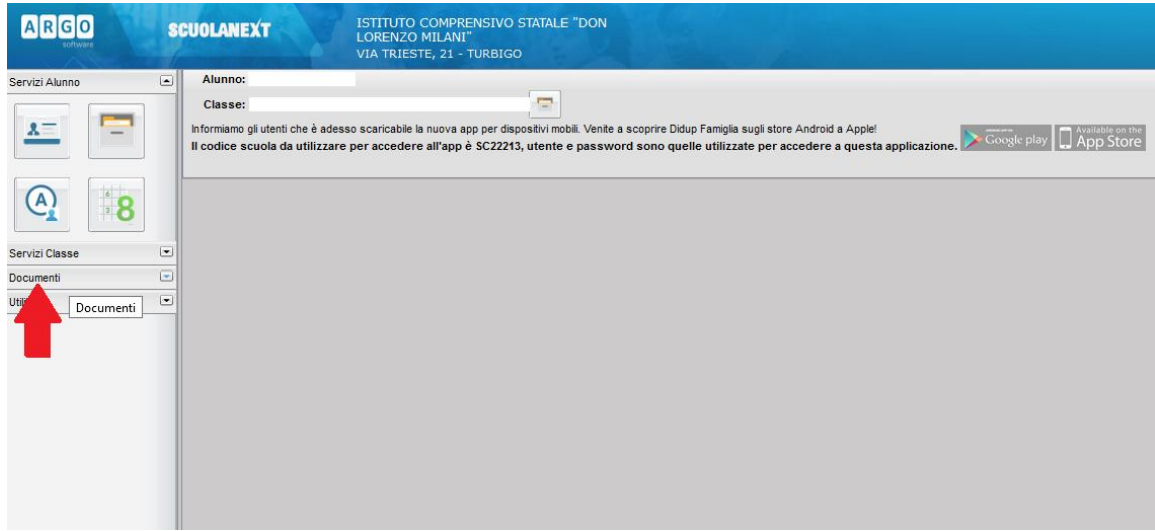 ARGO
software
SCUOLANEXT
ISTITUTO COMPRENSIVO STATALE "DON
LORENZO MILANI"
VIA TRIESTE, 21 - TURBIGO
Servizi Alunno
A
8
Servizi Classe
Documenti
Documenti
Alunno:
Classe:
Informiamo gli utenti che è adesso scaricabile la nuova app per dispositivi mobili. Venite a scoprire Didup Famiglia sugli store Android a Apple!
Il codice scuola da utilizzare per accedere all'app è SC22213, utente e password sono quelle utilizzate per accedere a questa applicazione.
Google play
Available on the
App Store